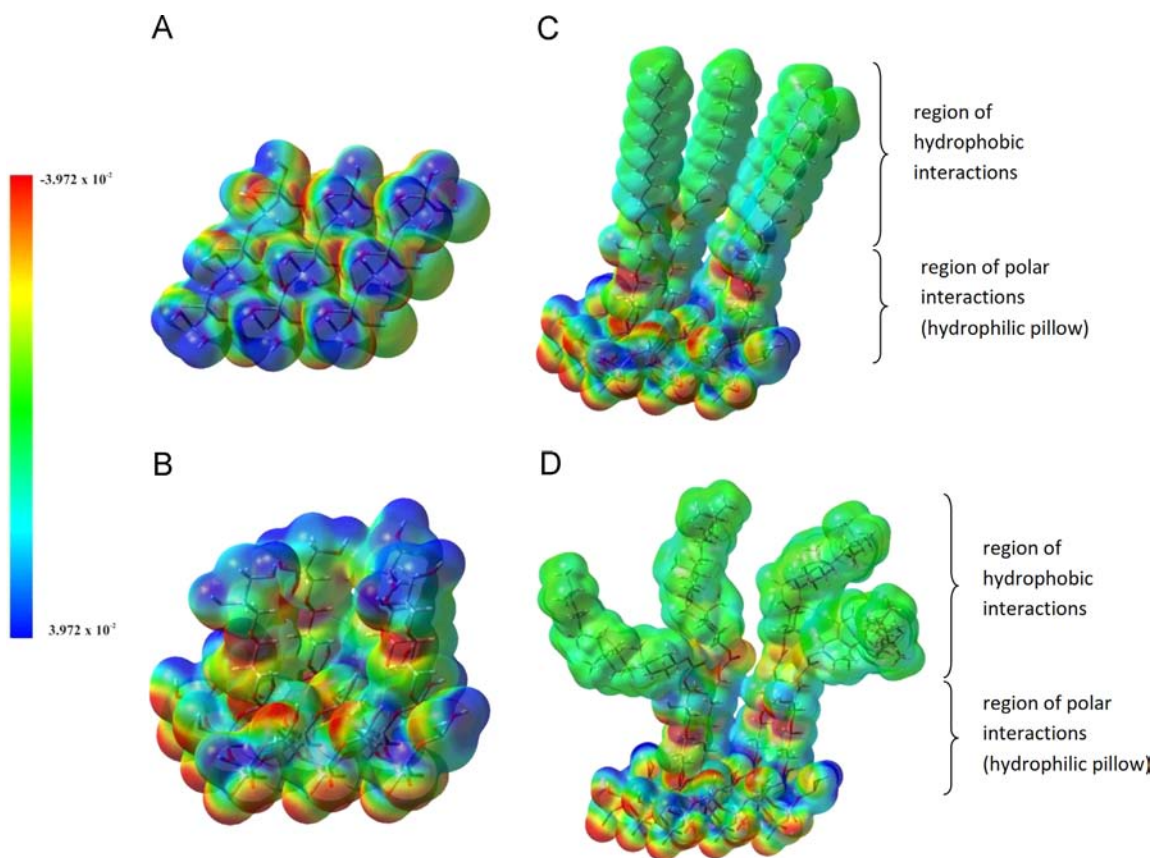 A
C
-3.972 x 10⁻²
region of
hydrophobic
interactions
region of polar
interactions
(hydrophilic pillow)
B
D
3.972 x 10⁻²
region of
hydrophobic
interactions
region of polar
interactions
(hydrophilic pillow)